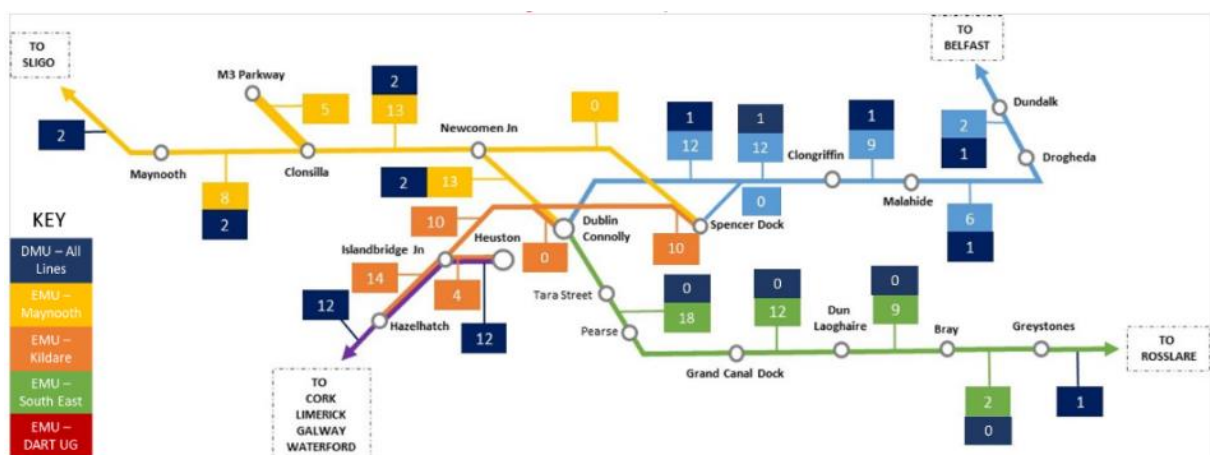 TO
SLIGO
M3 Parkway
2
5
2
13
0
Newcomen Jn
1
12
1
12
Clongriffin
1
9
TO
BELFAST
2
1
Dundalk
Drogheda
Maynooth
Clonsilla
8
2
2
13
0
Malahide
6
1
KEY
DMU – All
Lines
EMU –
Maynooth
EMU –
Kildare
EMU –
South East
EMU –
DART UG
10
Heuston
Islandbridge Jn
14
4
12
12
Hazelhatch
0
Dublin
Connolly
Spencer Dock
10
TO
CORK
LIMERICK
GALWAY
WATERFORD
Tara Street
Pearse
0
18
0
12
Dun
Laoghaire
0
9
Bray
Greystones
Grand Canal Dock
2
0
1
TO
ROSSLARE